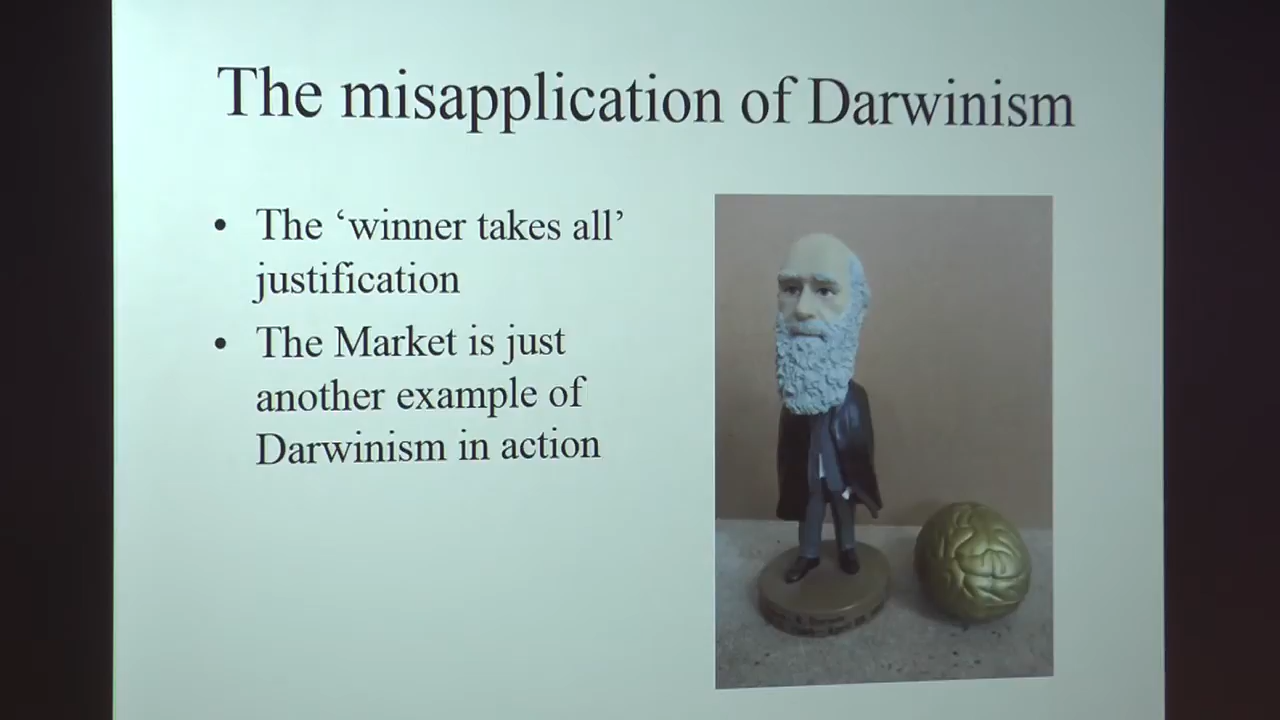 The misapplication of Darwinism
• The ‘winner takes all’
justification
• The Market is just
another example of
Darwinism in action